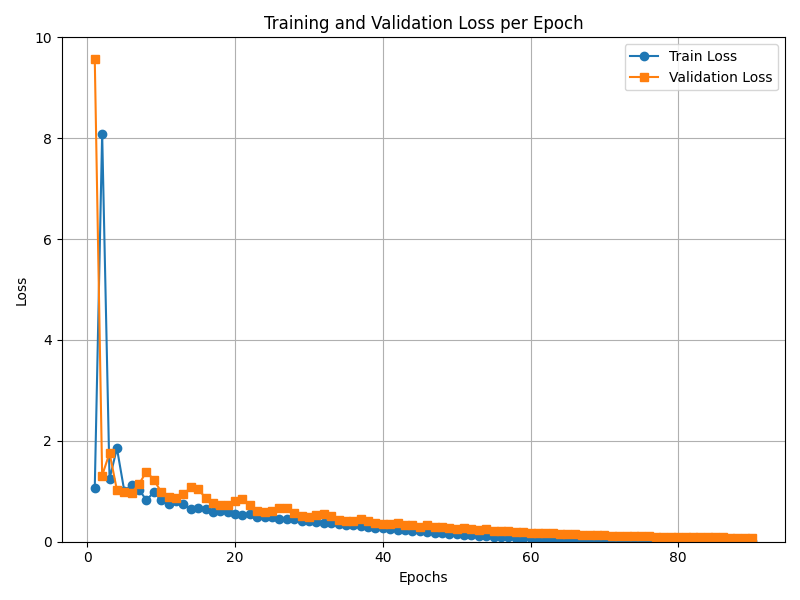 Training and Validation Loss per Epoch
Train Loss
Validation Loss
10
8
6
4
2
0
Loss
0 20 40 60 80
Epochs